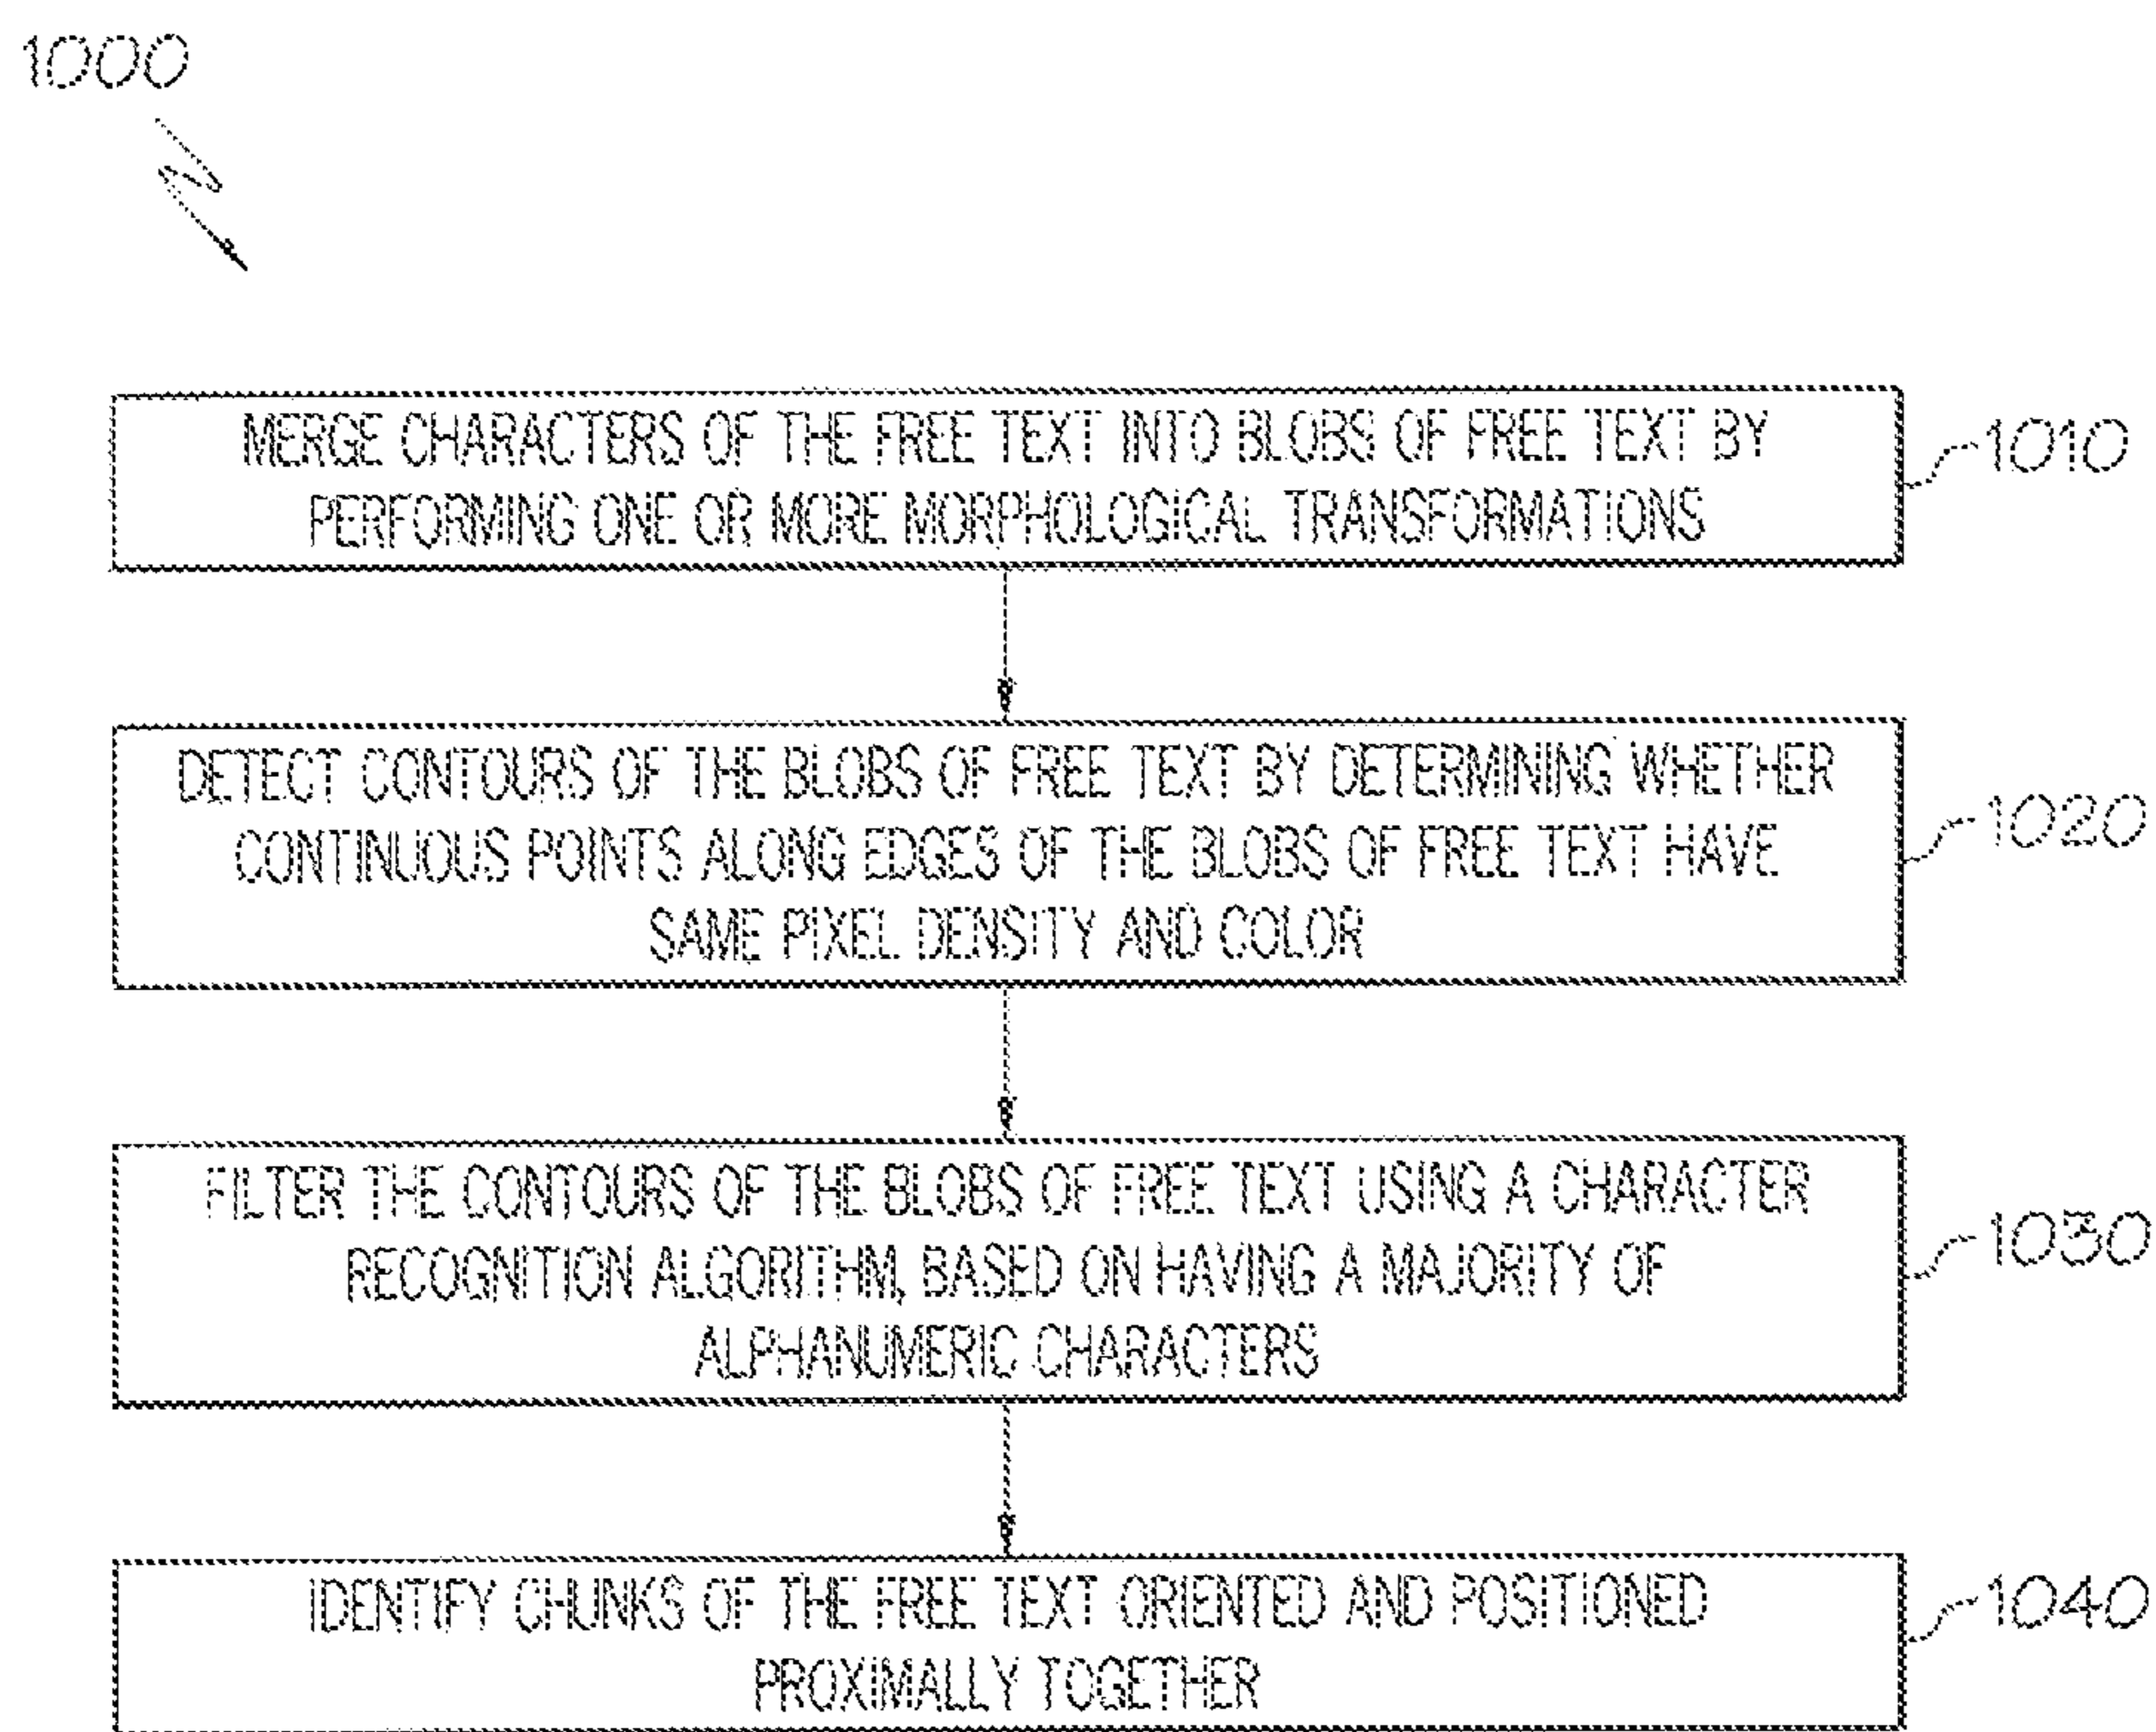 1000
MERGE CHARACTERS OF THE FREE TEXT INTO BLOBS OF FREE TEXT BY
PERFORMING ONE OR MORE MORPHOLOGICAL TRANSFORMATIONS
1010
DETECT CONTOURS OF THE BLOBS OF FREE TEXT BY DETERMINING WHETHER
CONTINUOUS POINTS ALONG EDGES OF THE BLOBS OF FREE TEXT HAVE
SAME PIXEL DENSITY AND COLOR
1020
FILTER THE CONTOURS OF THE BLOBS OF FREE TEXT USING A CHARACTER
RECOGNITION ALGORITHM, BASED ON HAVING A MAJORITY OF
ALPHANUMERIC CHARACTERS
1030
IDENTIFY CHUNKS OF THE FREE TEXT ORIENTED AND POSITIONED
PROXIMALLY TOGETHER
1040